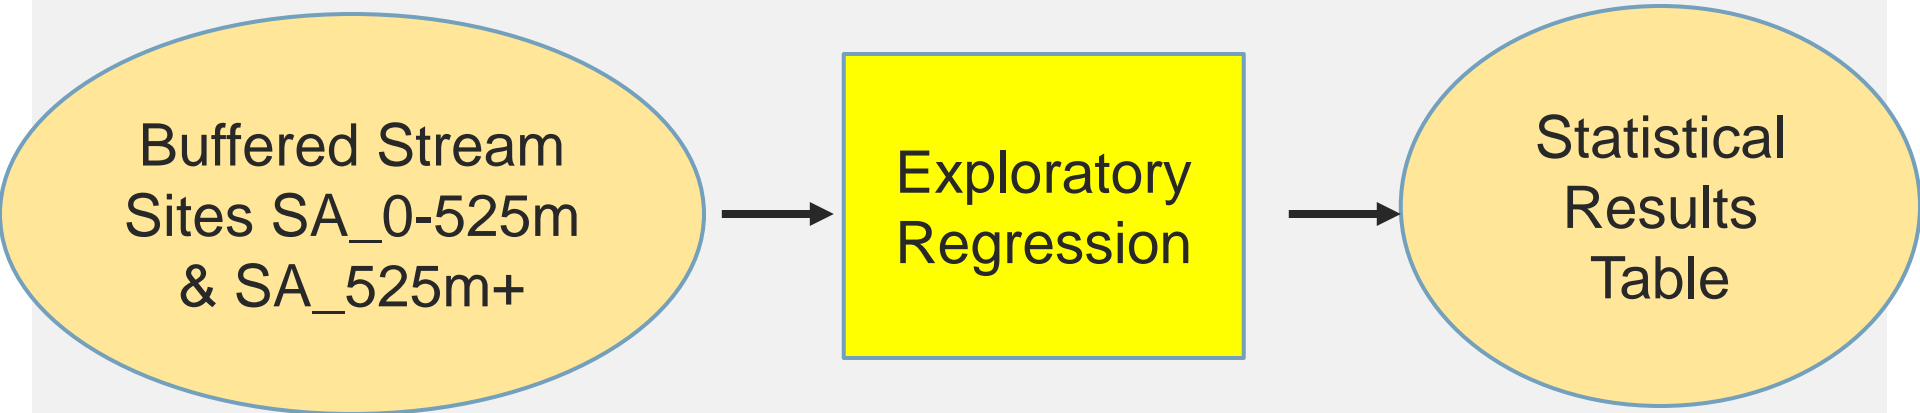 Buffered Stream
Sites SA_0-525m
& SA_525m+
Exploratory
Regression
Statistical
Results
Table